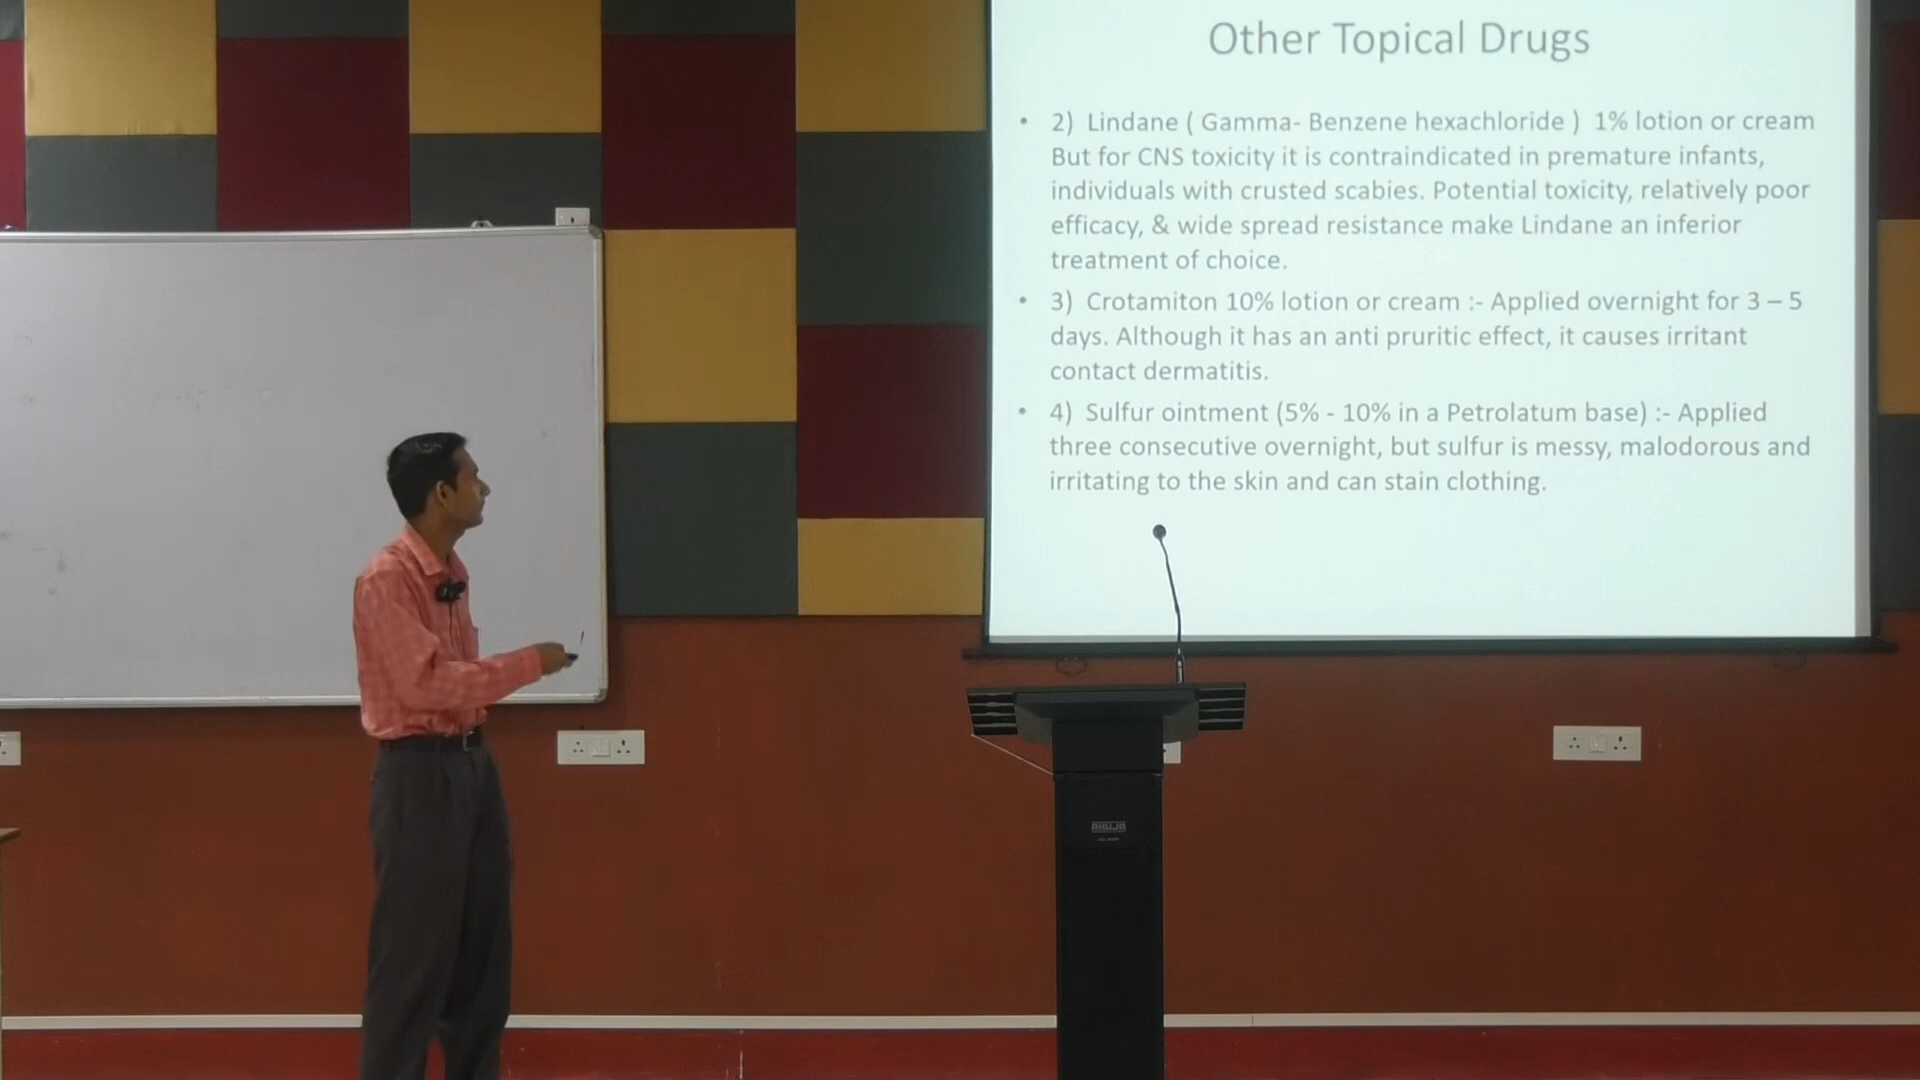 Other Topical Drugs
• 2) Lindane ( Gamma- Benzene hexachloride ) 1% lotion or cream
But for CNS toxicity it is contraindicated in premature infants,
individuals with crusted scabies. Potential toxicity, relatively poor
efficacy, & wide spread resistance make Lindane an inferior
treatment of choice.
• 3) Crotamiton 10% lotion or cream :- Applied overnight for 3 – 5
days. Although it has an anti pruritic effect, it causes irritant
contact dermatitis.
• 4) Sulfur ointment (5% - 10% in a Petrolatum base) :- Applied
three consecutive overnight, but sulfur is messy, malodorous and
irritating to the skin and can stain clothing.
AHUJA